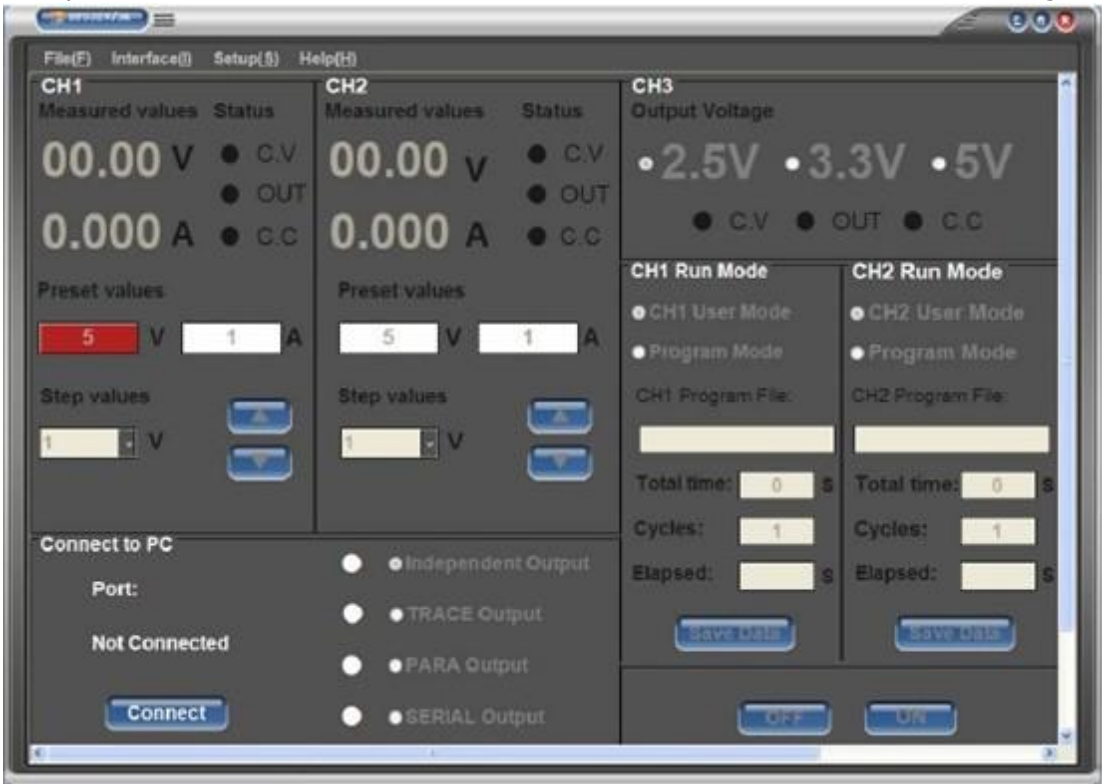 File(F) Interface(I) Setup(S) Help(H)
CH1
Measured values Status
00.00 V C.V
OUT
0.000 A C.C
Preset values
5 V 1 A
Step values
1 V
CH2
Measured values Status
00.00 V C.V
OUT
0.000 A C.C
Preset values
5 V 1 A
Step values
1 V
CH3
Output Voltage
2.5V 3.3V 5V
C.V OUT C.C
CH1 Run Mode
CH1 User Mode
Program Mode
CH1 Program File:
Total time: 0 S
Cycles: 1
Elapsed: S
Save Data
CH2 Run Mode
CH2 User Mode
Program Mode
CH2 Program File:
Total time: 0 S
Cycles: 1
Elapsed: S
Save Data
Connect to PC
Port:
Not Connected
Connect
Independent Output
TRACE Output
PARA Output
SERIAL Output
OFF ON